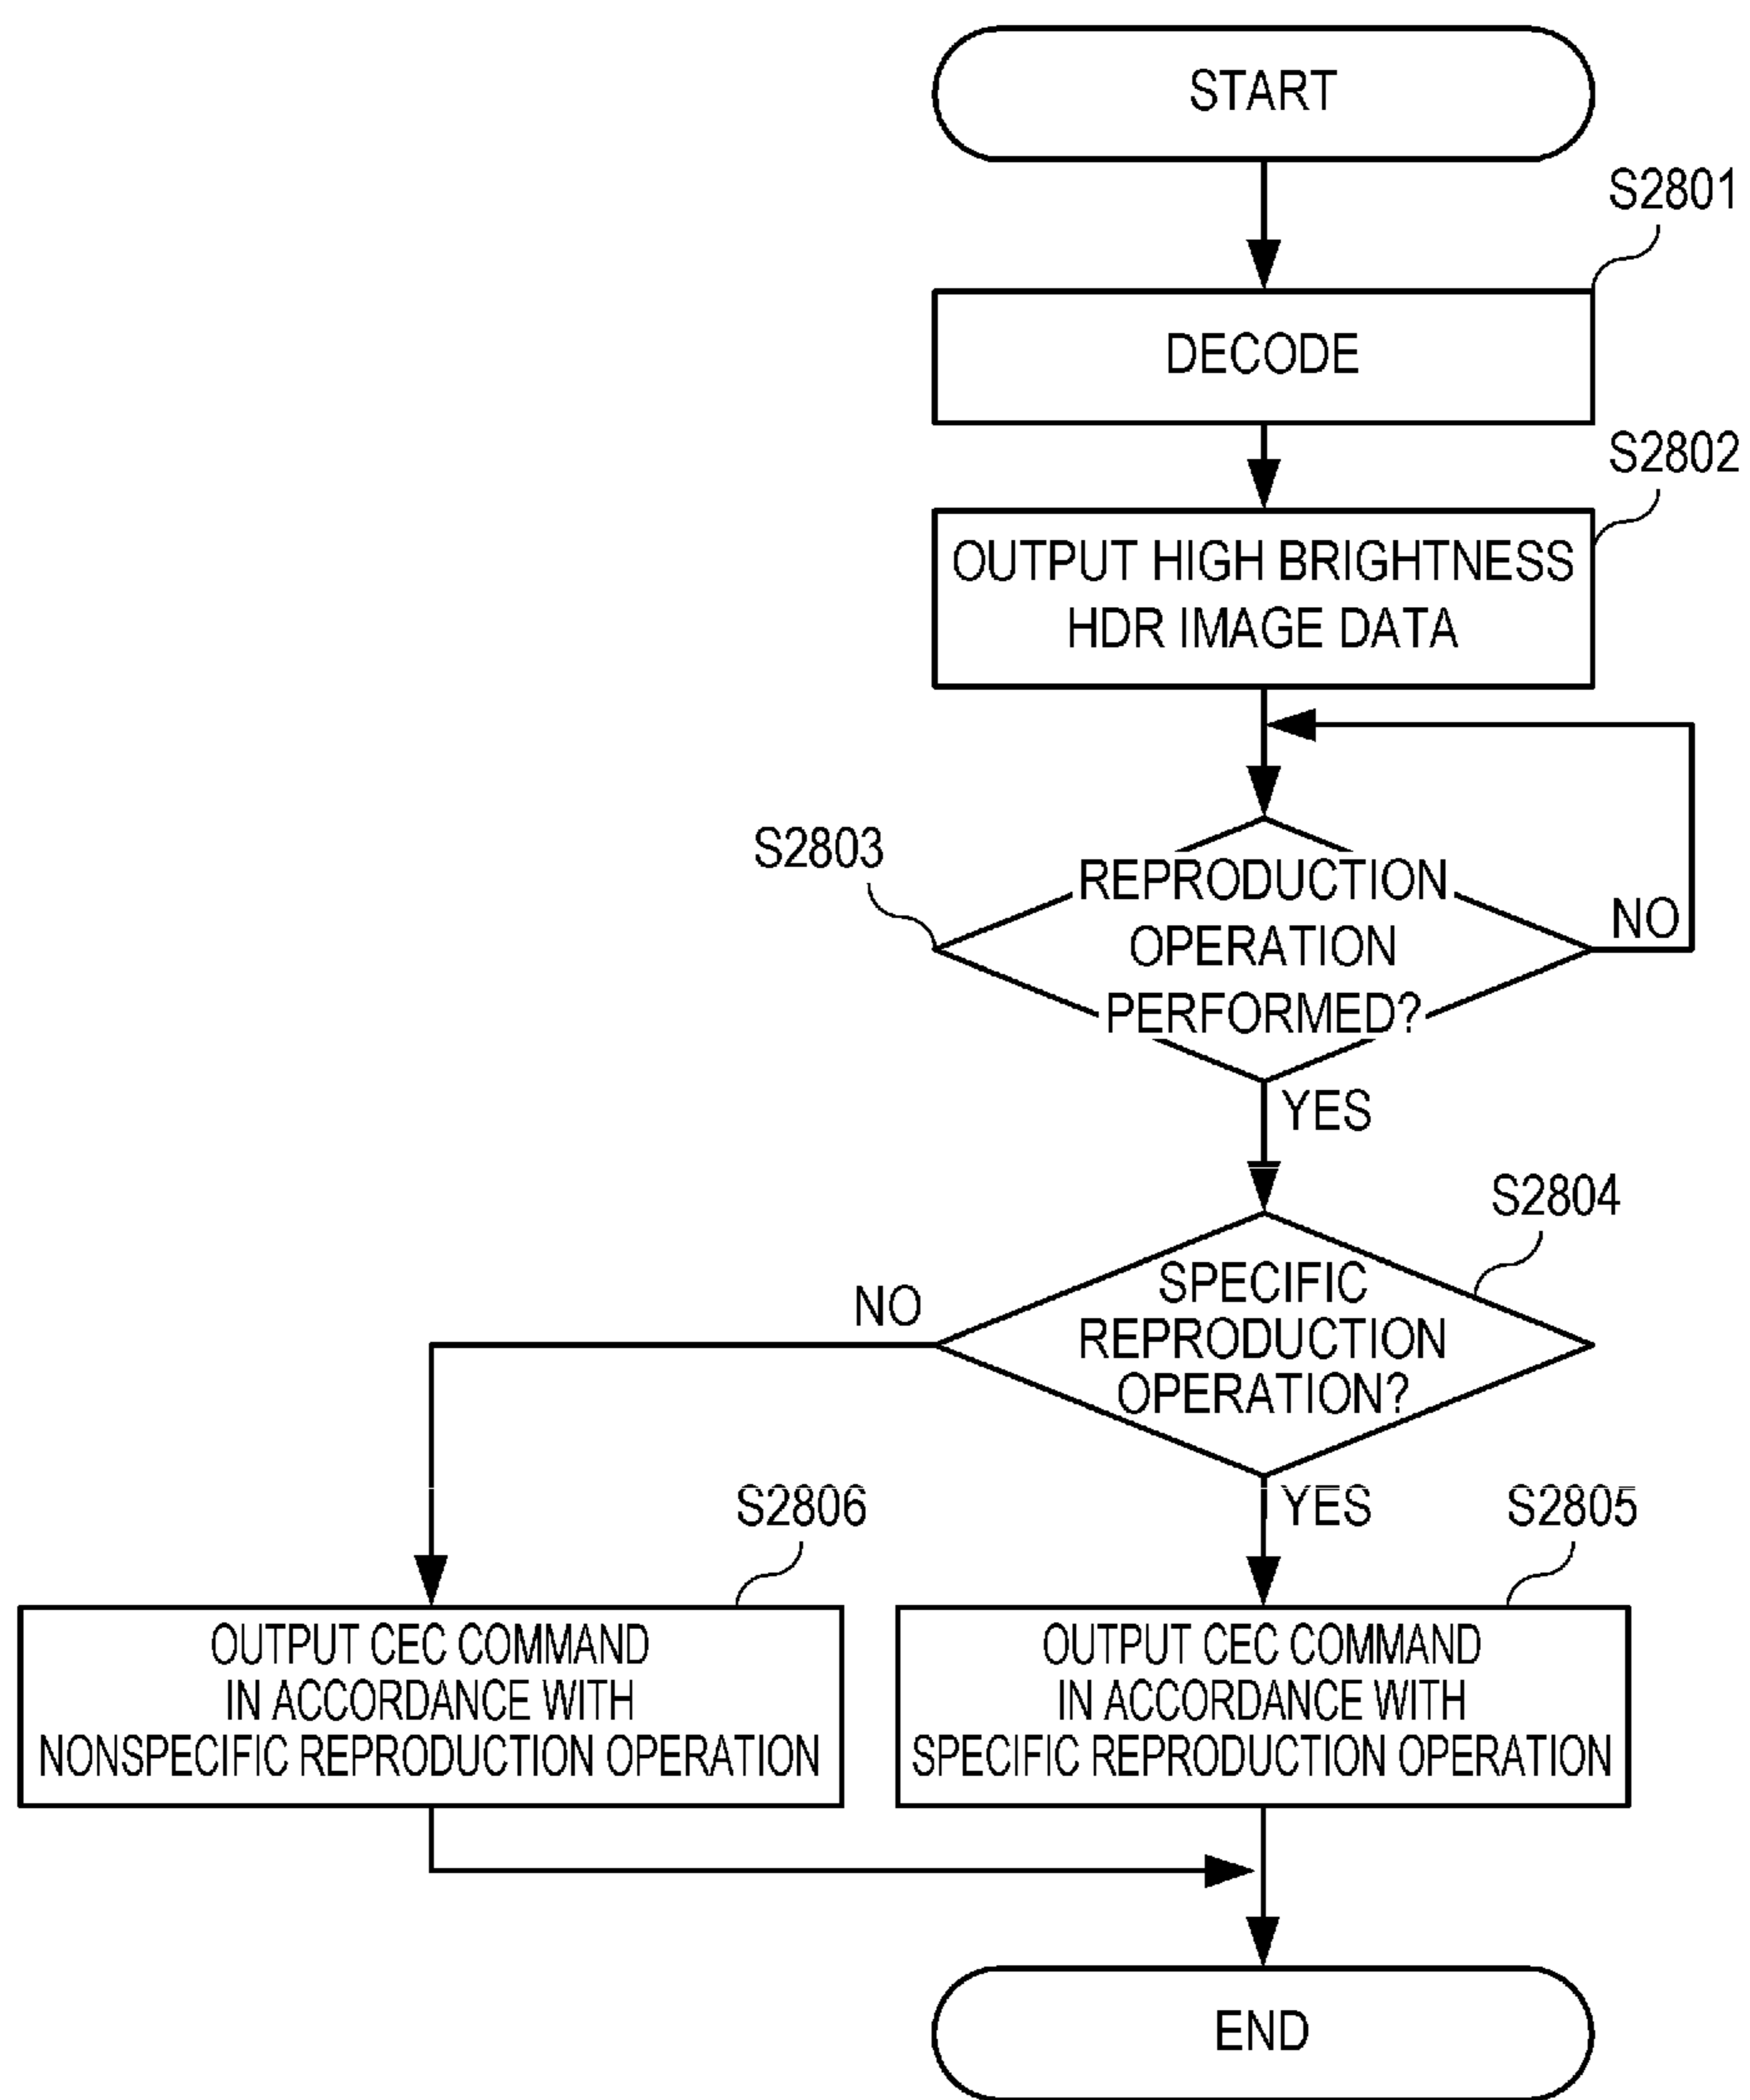 START
S2801
DECODE
S2802
OUTPUT HIGH BRIGHTNESS
HDR IMAGE DATA
S2803
REPRODUCTION
OPERATION
PERFORMED?
NO
YES
S2804
SPECIFIC
REPRODUCTION
OPERATION?
NO
YES
S2806
OUTPUT CEC COMMAND
IN ACCORDANCE WITH
NONSPECIFIC REPRODUCTION OPERATION
S2805
OUTPUT CEC COMMAND
IN ACCORDANCE WITH
SPECIFIC REPRODUCTION OPERATION
END